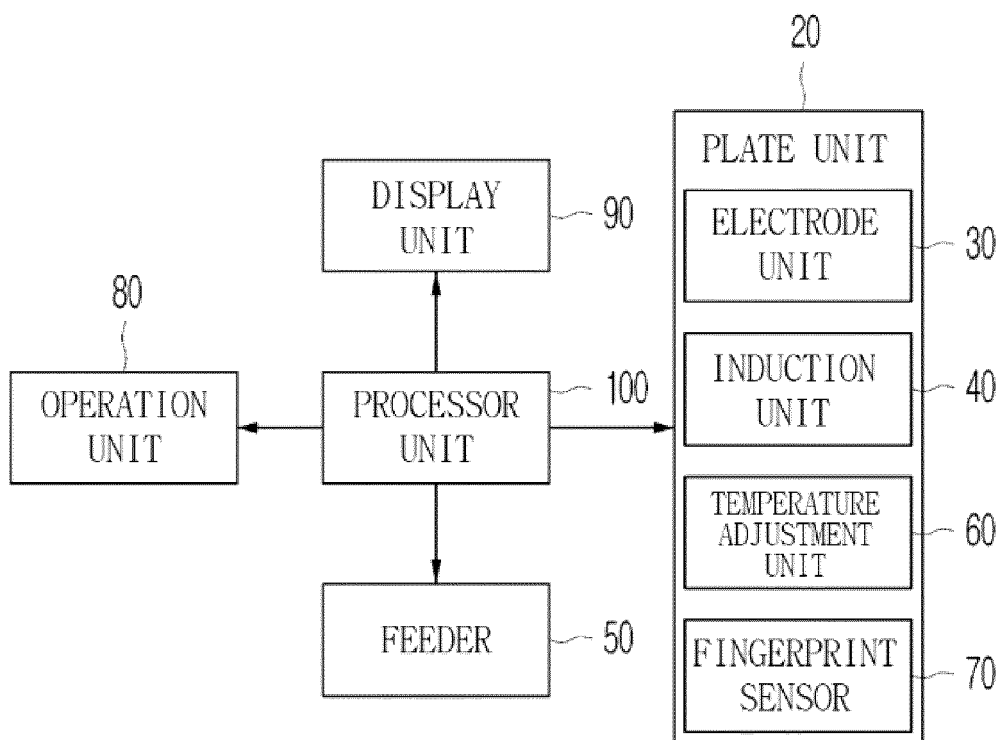 20
PLATE UNIT
DISPLAY
UNIT
90
ELECTRODE
UNIT
30
80
OPERATION
UNIT
PROCESSOR
UNIT
100
INDUCTION
UNIT
40
TEMPERATURE
ADJUSTMENT
UNIT
60
FEEDER
50
FINGERPRINT
SENSOR
70